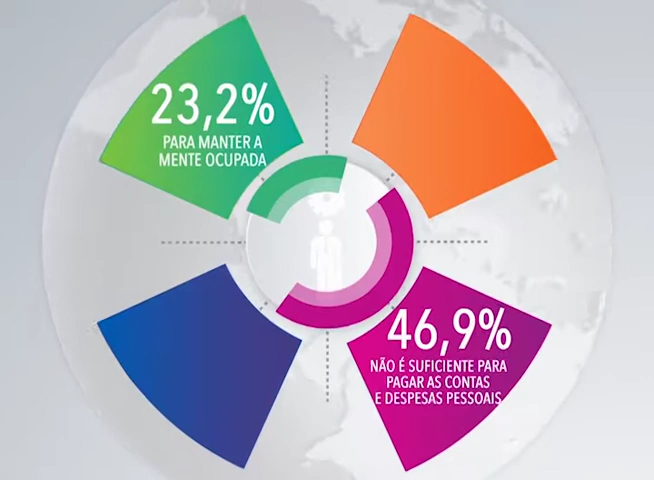 23,2%
PARA MANTER A
MENTE OCUPADA
46,9%
NÃO É SUFICIENTE PARA
PAGAR AS CONTAS
E DESPESAS PESSOAIS